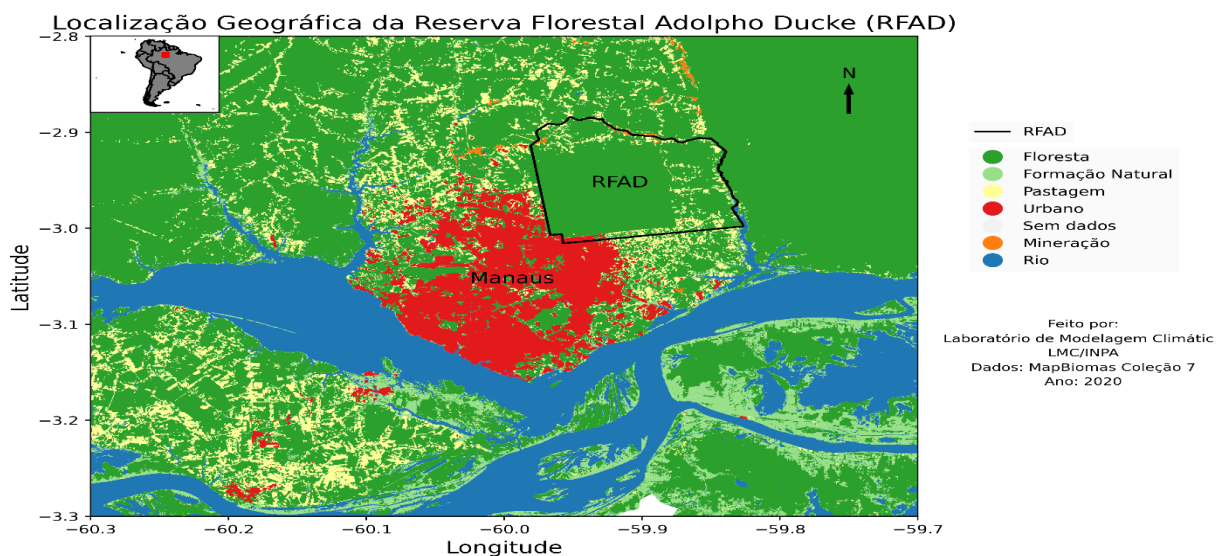 Localização Geográfica da Reserva Florestal Adolpho Ducke (RFAD)
−2.8
−2.9
−3.0
−3.1
−3.2
−3.3
Latitude
N
RFAD
Manaus
−60.3
−60.2
−60.1
−60.0
−59.9
−59.8
−59.7
Longitude
RFAD
Floresta
Formação Natural
Pastagem
Urbano
Sem dados
Mineração
Rio
Feito por:
Laboratório de Modelagem Climátic
LMC/INPA
Dados: MapBiomas Coleção 7
Ano: 2020